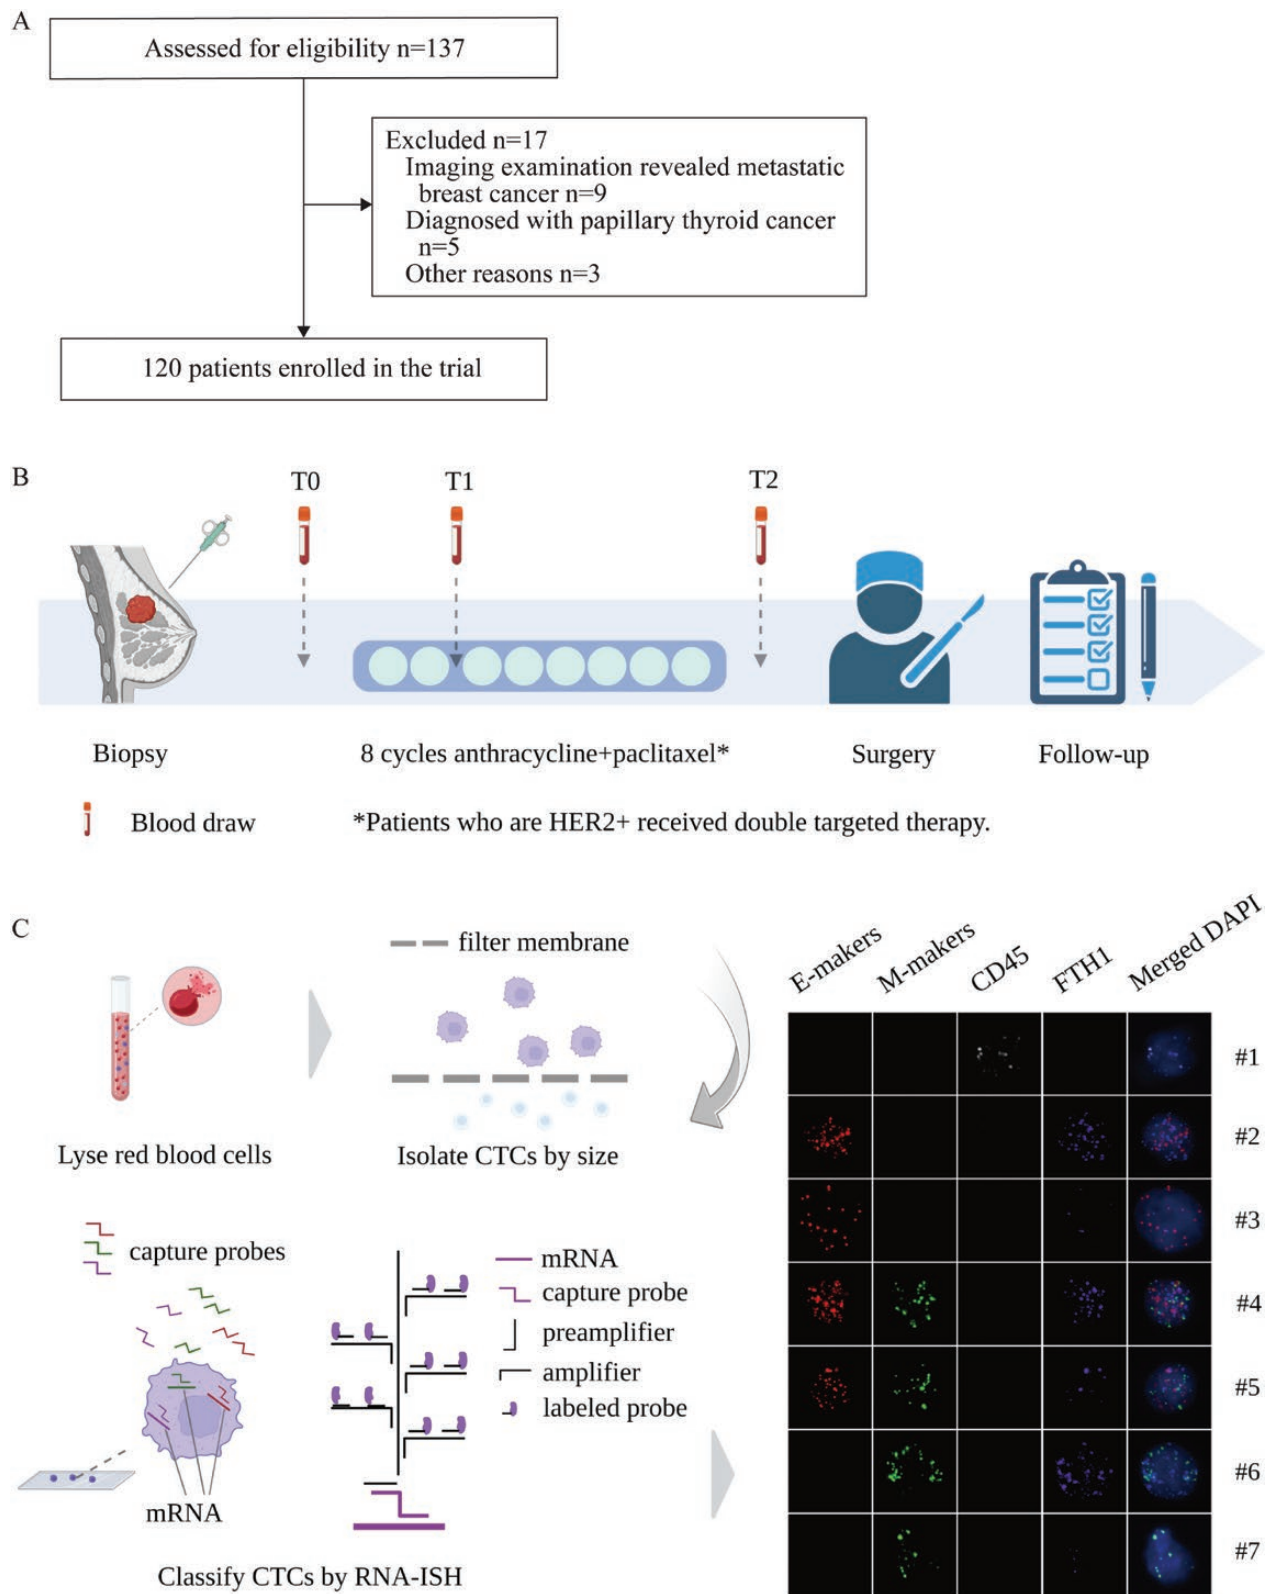 A
Assessed for eligibility n=137
Excluded n=17
Imaging examination revealed metastatic
breast cancer n=9
Diagnosed with papillary thyroid cancer
n=5
Other reasons n=3
120 patients enrolled in the trial
B
T0
T1
T2
Biopsy
8 cycles anthracycline+paclitaxel*
Surgery
Follow-up
Blood draw
*Patients who are HER2+ received double targeted therapy.
C
filter membrane
Lyse red blood cells
Isolate CTCs by size
capture probes
mRNA
mRNA
capture probe
preamplifier
amplifier
labeled probe
Classify CTCs by RNA-ISH
E-makers
M-makers
CD45
FTH1
Merged DAPI
#1
#2
#3
#4
#5
#6
#7